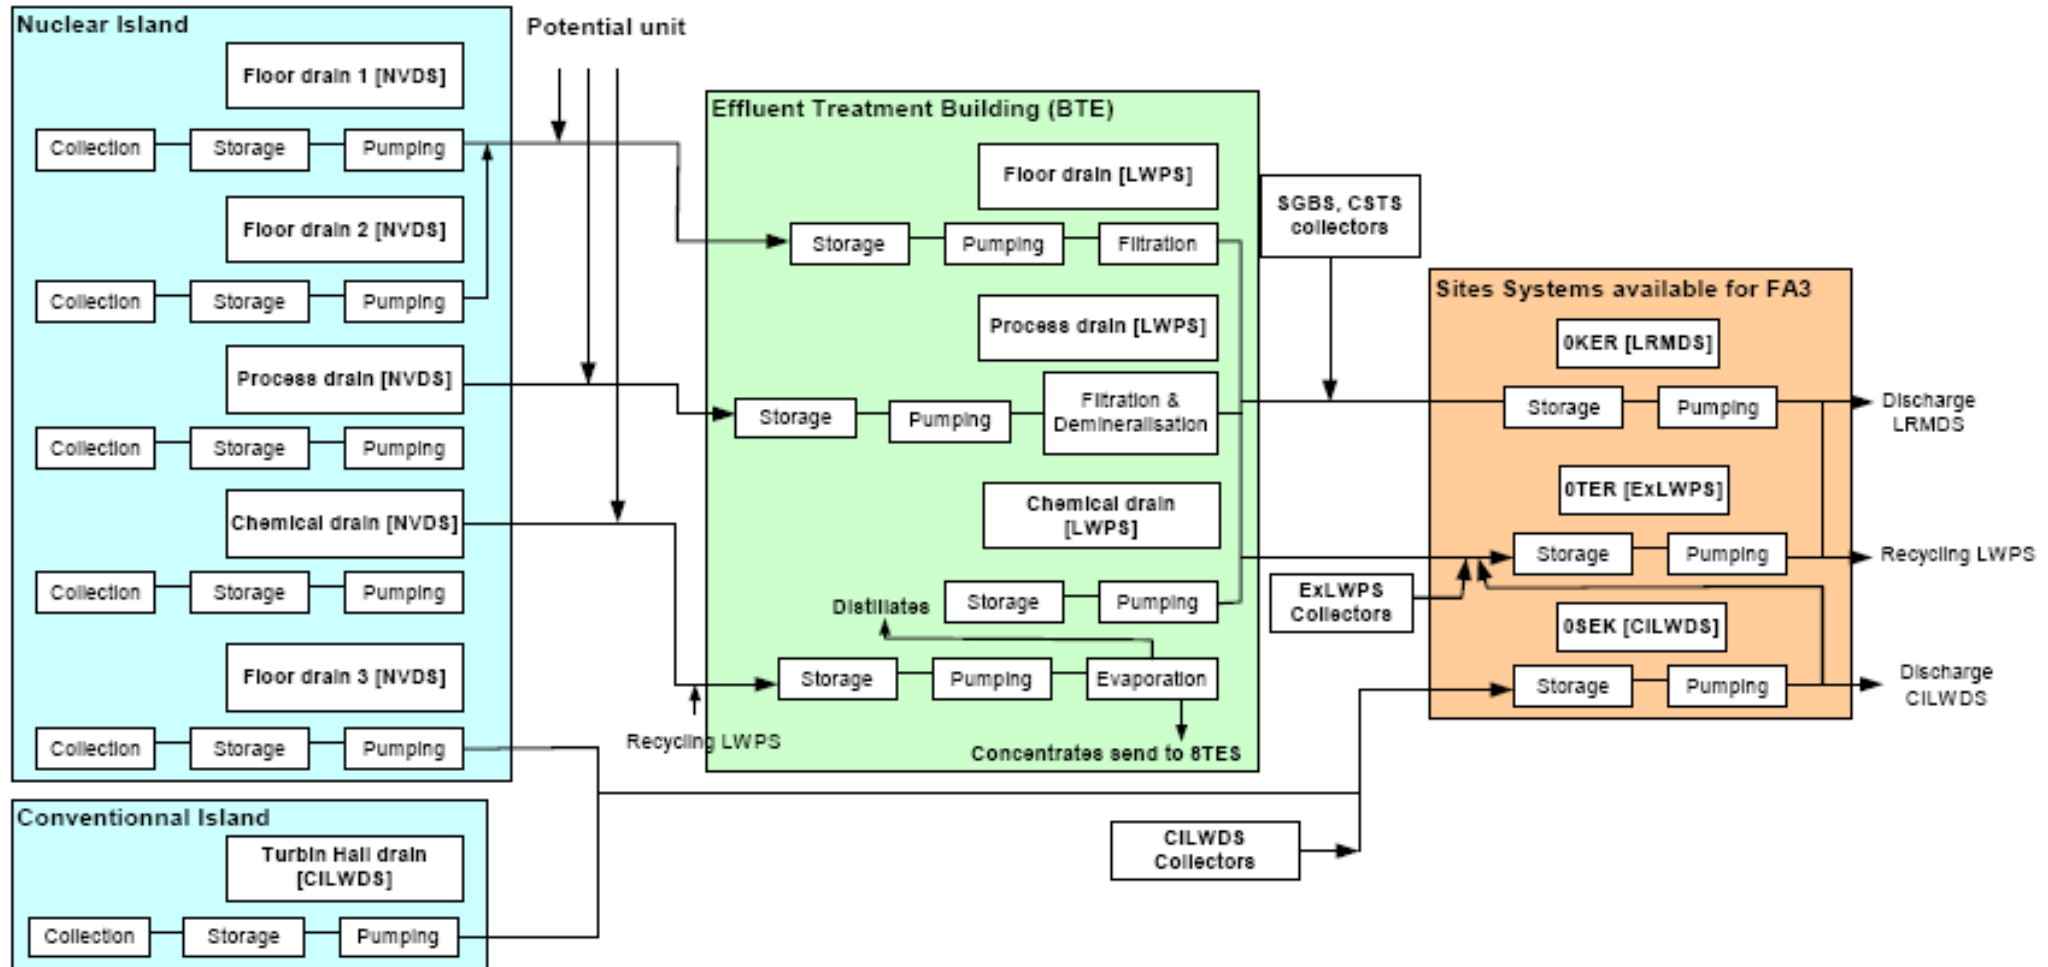 Nuclear Island
Floor drain 1 [NVDS]
Collection
Storage
Pumping
Floor drain 2 [NVDS]
Collection
Storage
Pumping
Process drain [NVDS]
Collection
Storage
Pumping
Chemical drain [NVDS]
Collection
Storage
Pumping
Floor drain 3 [NVDS]
Collection
Storage
Pumping
Conventionnal Island
Turbin Hall drain
[CILWDS]
Collection
Storage
Pumping
Potential unit
Recycling LWPS
Effluent Treatment Building (BTE)
Floor drain [LWPS]
Storage
Pumping
Filtration
Process drain [LWPS]
Storage
Pumping
Filtration &
Demineralisation
Chemical drain
[LWPS]
Storage
Pumping
Distillates
Storage
Pumping
Evaporation
Concentrates send to 8TES
SGBS, CSTS
collectors
ExLWPS
Collectors
CILWDS
Collectors
Sites Systems available for FA3
0KER [LRMDS]
Storage
Pumping
0TER [ExLWPS]
Storage
Pumping
0SEK [CILWDS]
Storage
Pumping
Discharge
LRMDS
Recycling LWPS
Discharge
CILWDS